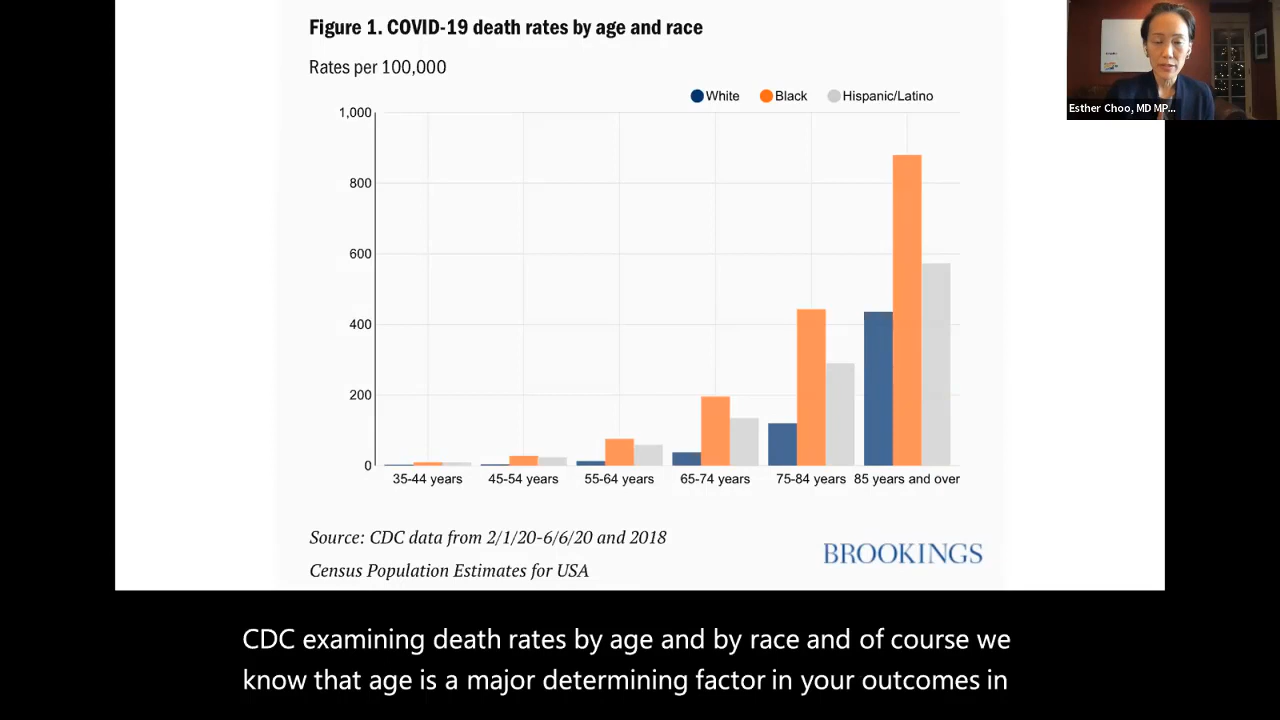 Figure 1. COVID-19 death rates by age and race
Rates per 100,000
White Black Hispanic/Latino
1,000
800
600
400
200
0
35-44 years 45-54 years 55-64 years 65-74 years 75-84 years 85 years and over
Source: CDC data from 2/1/20-6/6/20 and 2018
Census Population Estimates for USA
BROOKINGS
Esther Choo, MD MP...
CDC examining death rates by age and by race and of course we
know that age is a major determining factor in your outcomes in